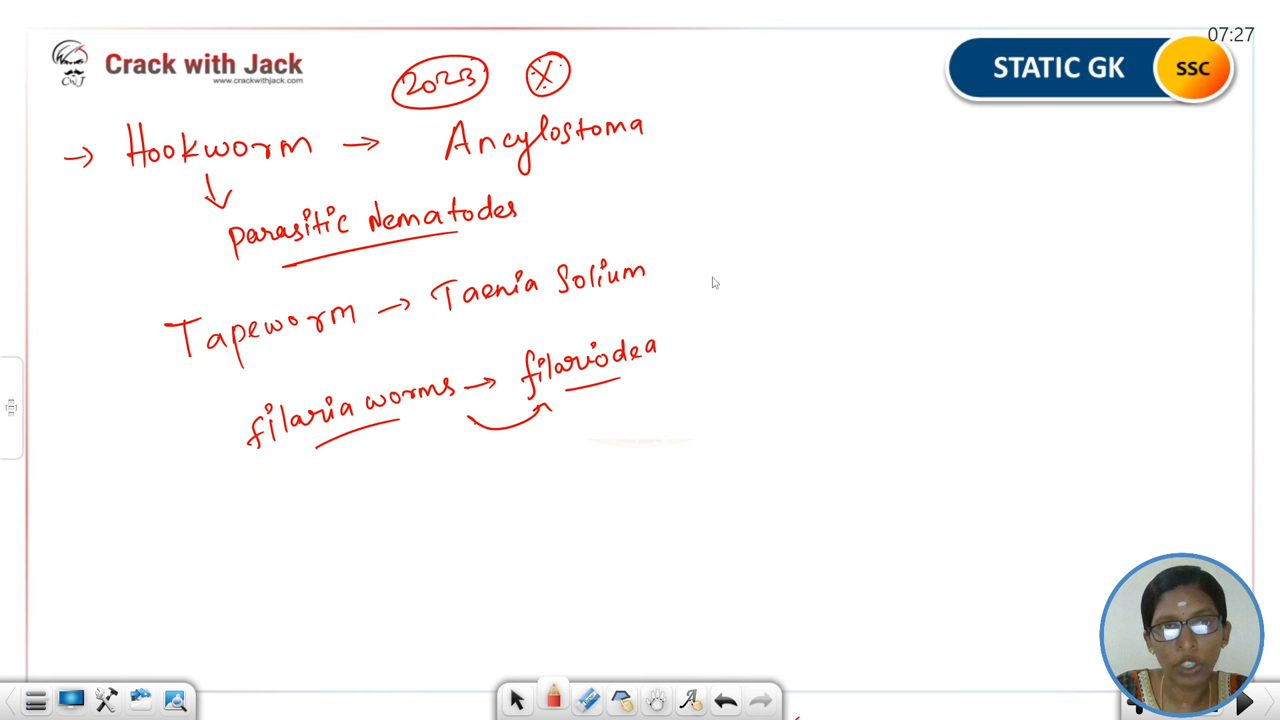 07:27
Crack with Jack
www.crackwithjack.com
CWJ
STATIC GK
SSC
2023 X
→ Hookworm → Ancylostoma
↓
parasitic Nematodes
Tapeworm → Taenia Solium
filaria worms → filariodea